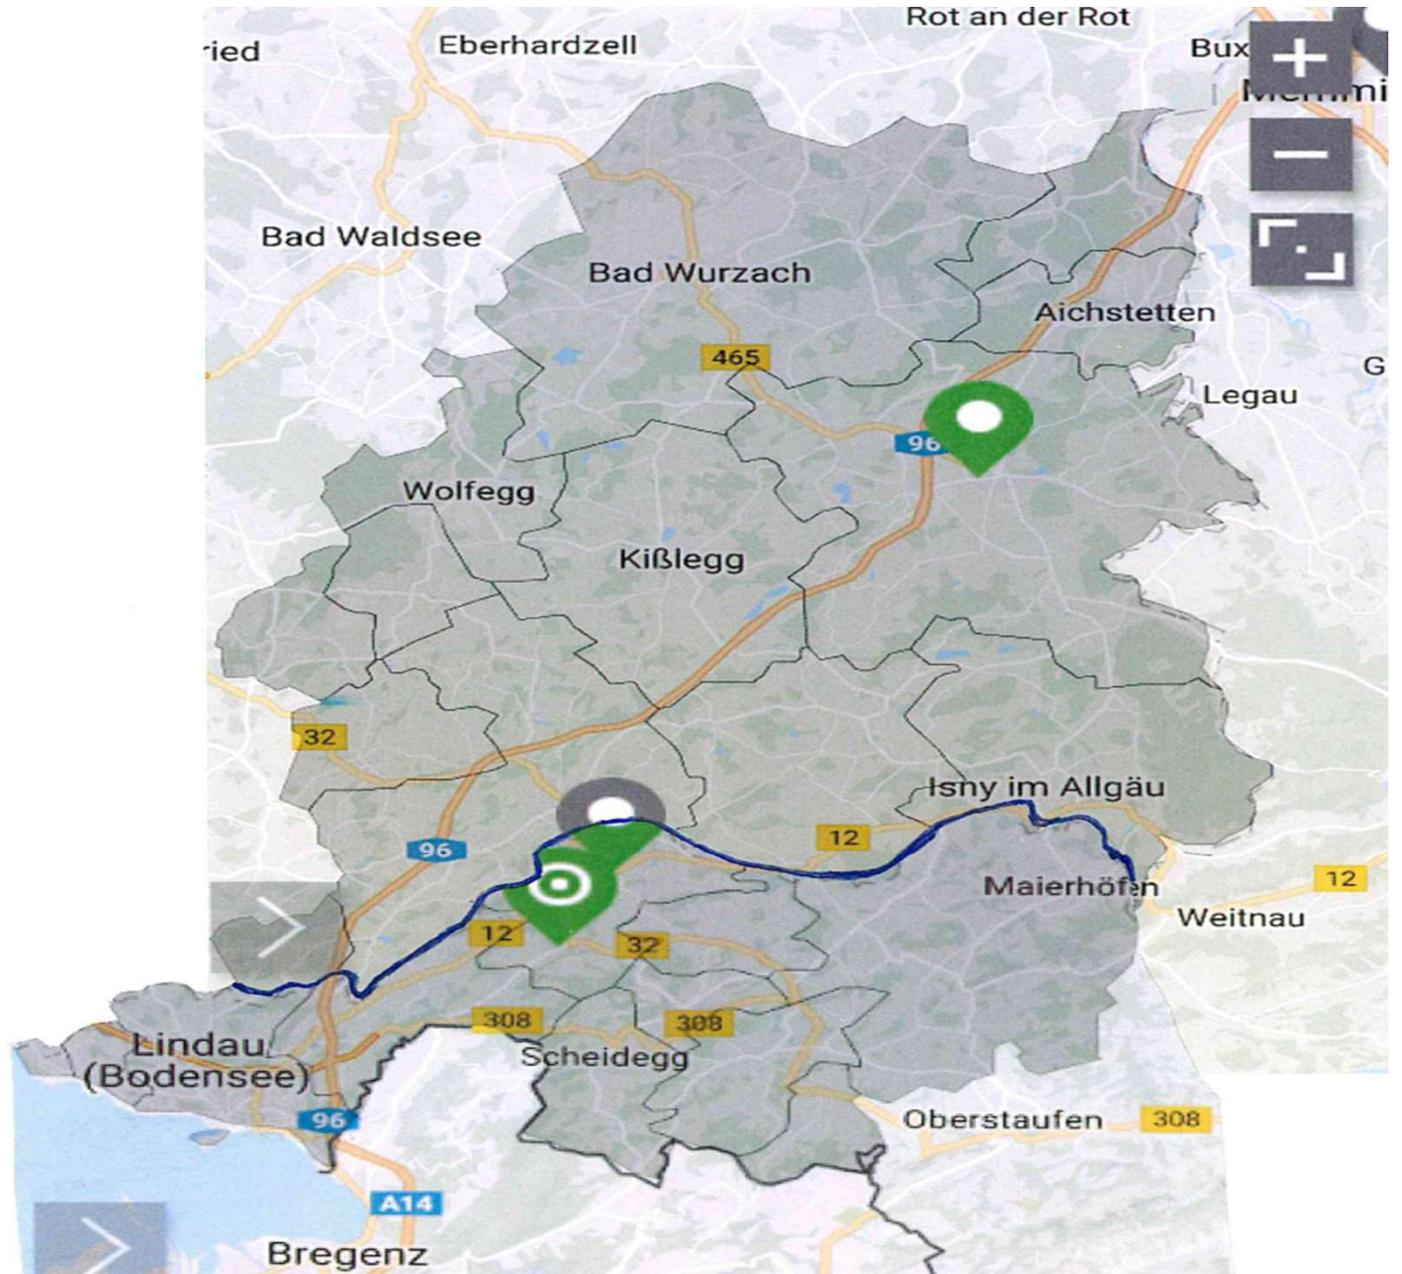 Rot an der Rot
ried
Eberhardzell
Bux
Memmi
Bad Waldsee
Bad Wurzach
Aichstetten
465
G
Legau
96
Wolfegg
Kißlegg
32
Isny im Allgäu
12
96
Maierhöfen
12
Weitnau
12
32
308
308
Lindau
(Bodensee)
Scheidegg
96
Oberstaufen
308
A14
Bregenz